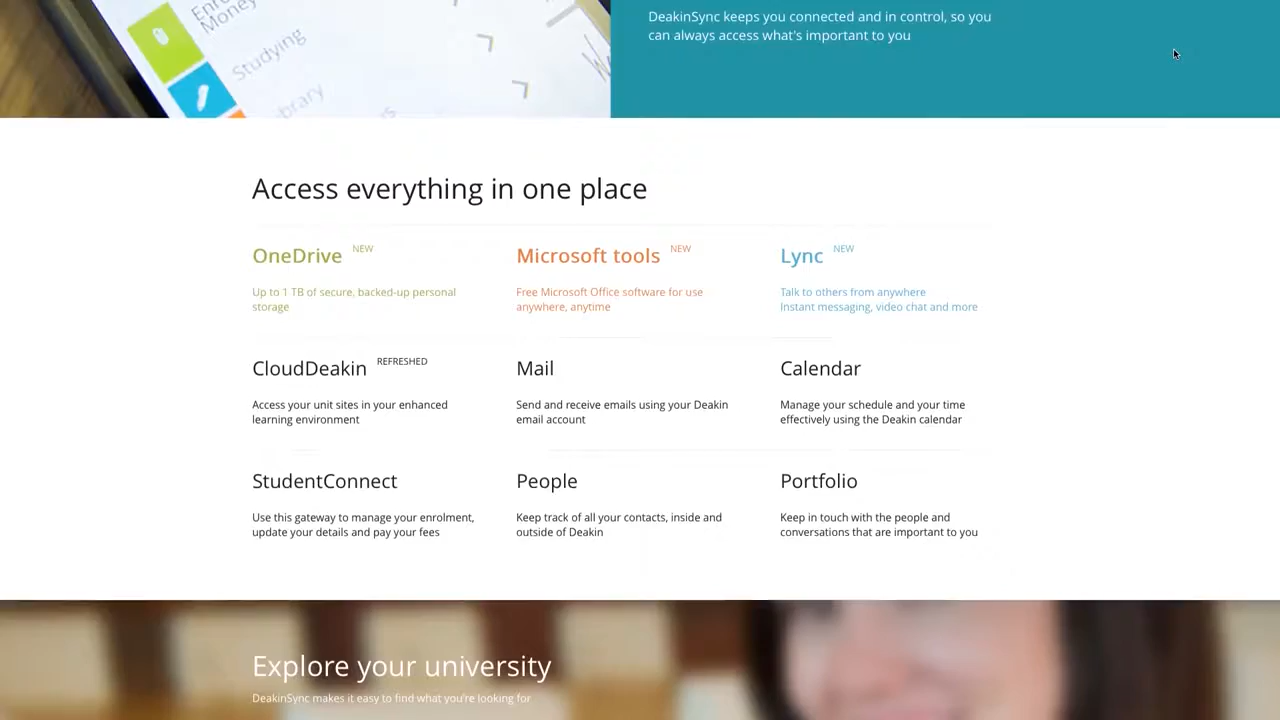 Money
Studying
DeakinSync keeps you connected and in control, so you
can always access what's important to you
Access everything in one place
OneDrive NEW
Up to 1 TB of secure, backed-up personal
storage
Microsoft tools NEW
Free Microsoft Office software for use
anywhere, anytime
Lync NEW
Talk to others from anywhere
Instant messaging, video chat and more
CloudDeakin REFRESHED
Access your unit sites in your enhanced
learning environment
Mail
Send and receive emails using your Deakin
email account
Calendar
Manage your schedule and your time
effectively using the Deakin calendar
StudentConnect
Use this gateway to manage your enrolment,
update your details and pay your fees
People
Keep track of all your contacts, inside and
outside of Deakin
Portfolio
Keep in touch with the people and
conversations that are important to you
Explore your university
DeakinSync makes it easy to find what you're looking for